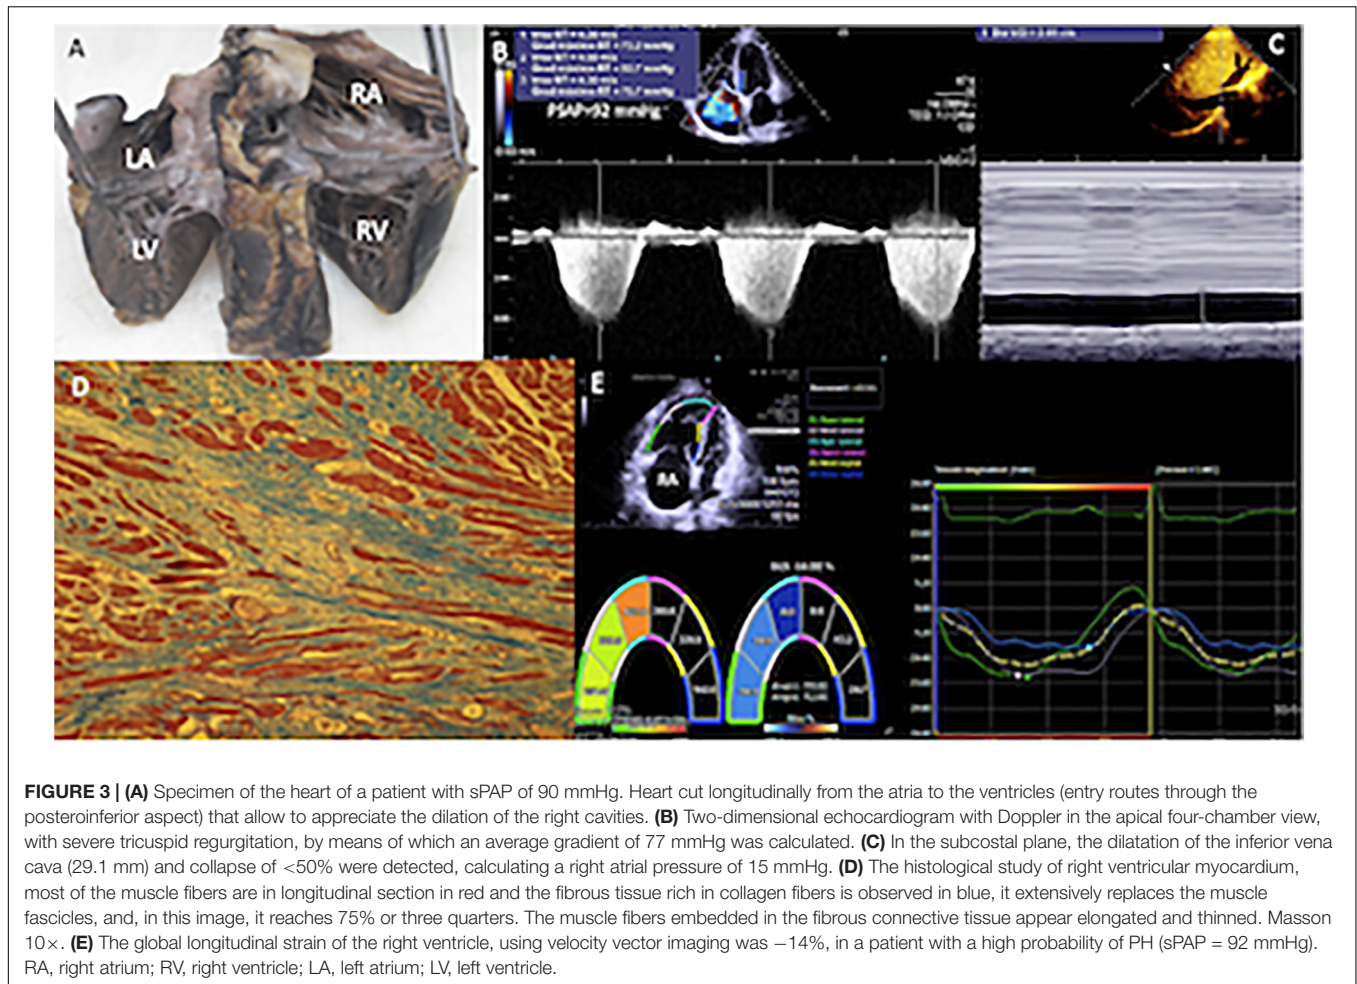 A
RA
LA
RV
LV
B
PSAP=92 mmHg
C
D
E
RA
FIGURE 3 | (A) Specimen of the heart of a patient with sPAP of 90 mmHg. Heart cut longitudinally from the atria to the ventricles (entry routes through the
posteroinferior aspect) that allow to appreciate the dilation of the right cavities. (B) Two-dimensional echocardiogram with Doppler in the apical four-chamber view,
with severe tricuspid regurgitation, by means of which an average gradient of 77 mmHg was calculated. (C) In the subcostal plane, the dilatation of the inferior vena
cava (29.1 mm) and collapse of <50% were detected, calculating a right atrial pressure of 15 mmHg. (D) The histological study of right ventricular myocardium,
most of the muscle fibers are in longitudinal section in red and the fibrous tissue rich in collagen fibers is observed in blue, it extensively replaces the muscle
fascicles, and, in this image, it reaches 75% or three quarters. The muscle fibers embedded in the fibrous connective tissue appear elongated and thinned. Masson
10×. (E) The global longitudinal strain of the right ventricle, using velocity vector imaging was −14%, in a patient with a high probability of PH (sPAP = 92 mmHg).
RA, right atrium; RV, right ventricle; LA, left atrium; LV, left ventricle.